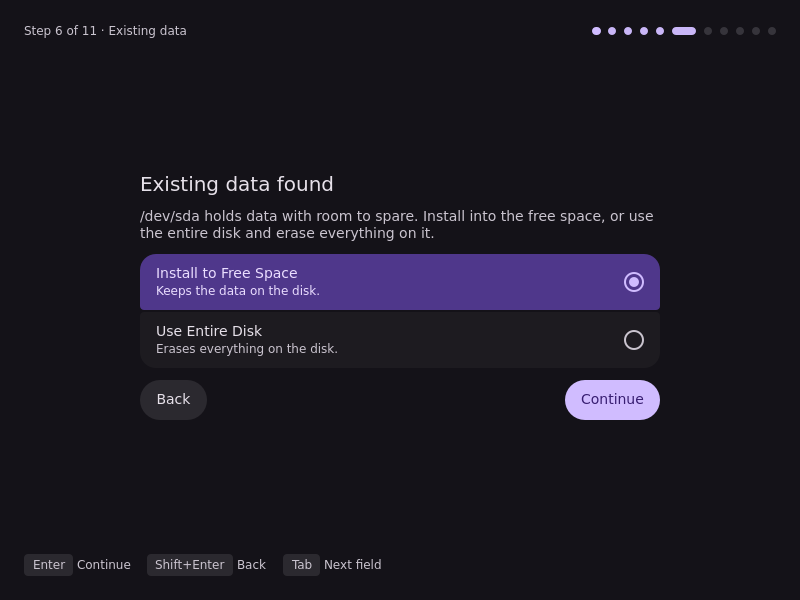 Step 6 of 11 · Existing data
Existing data found
/dev/sda holds data with room to spare. Install into the free space, or use
the entire disk and erase everything on it.
Install to Free Space
Keeps the data on the disk.
Use Entire Disk
Erases everything on the disk.
Back
Continue
Enter Continue Shift+Enter Back Tab Next field